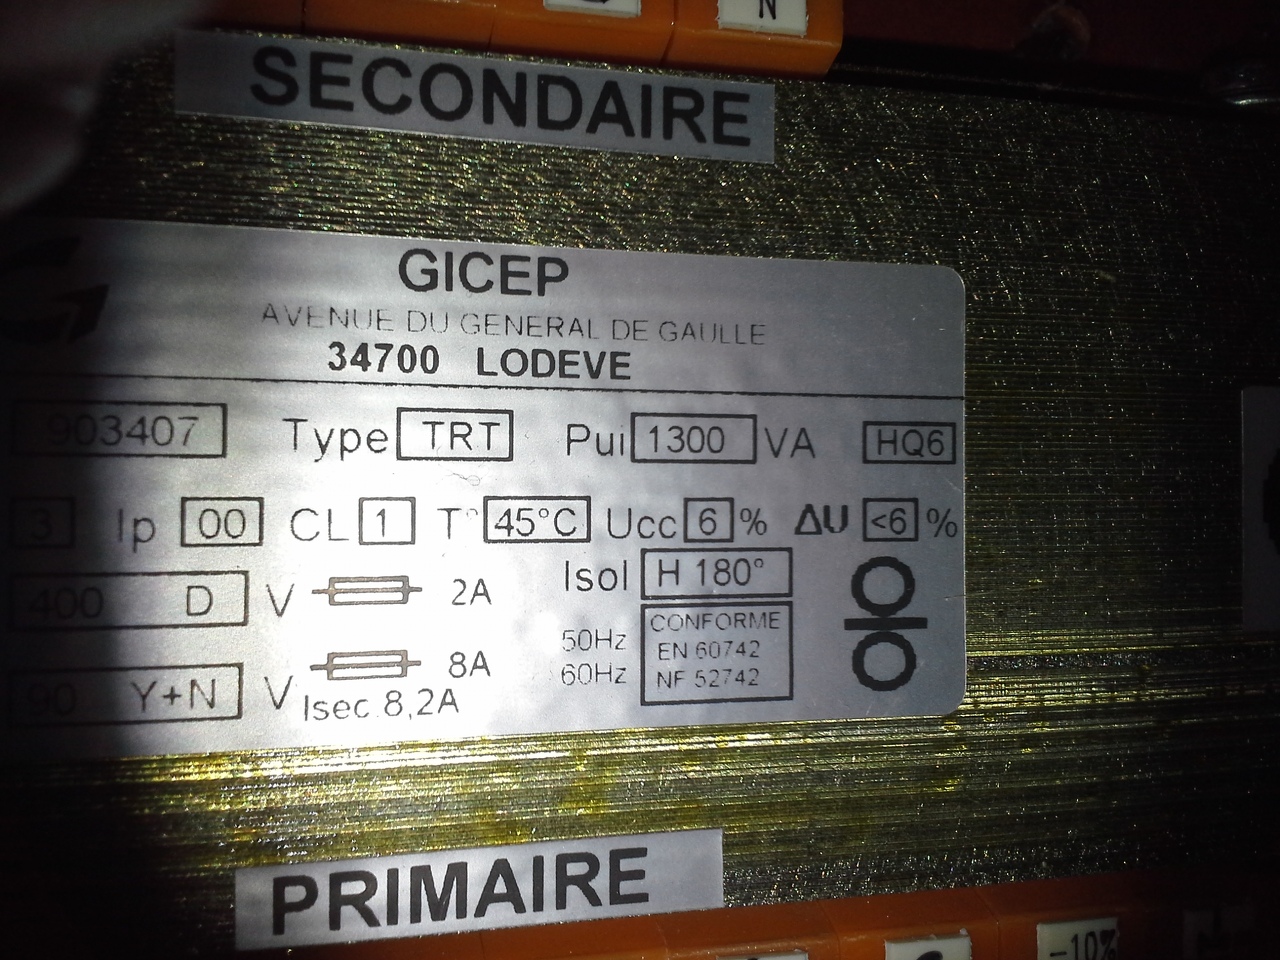 N
SECONDAIRE
GICEP
AVENUE DU GENERAL DE GAULLE
34700 LODEVE
903407 Type TRT Pui 1300 VA HQ6
3 Ip 00 CL 1 T° 45°C Ucc 6 % ΔU <6 %
400 D V 2A Isol H 180°
50Hz CONFORME
60Hz EN 60742
NF 52742
Y+N V 8A
Isec 8,2A
PRIMAIRE
-10%